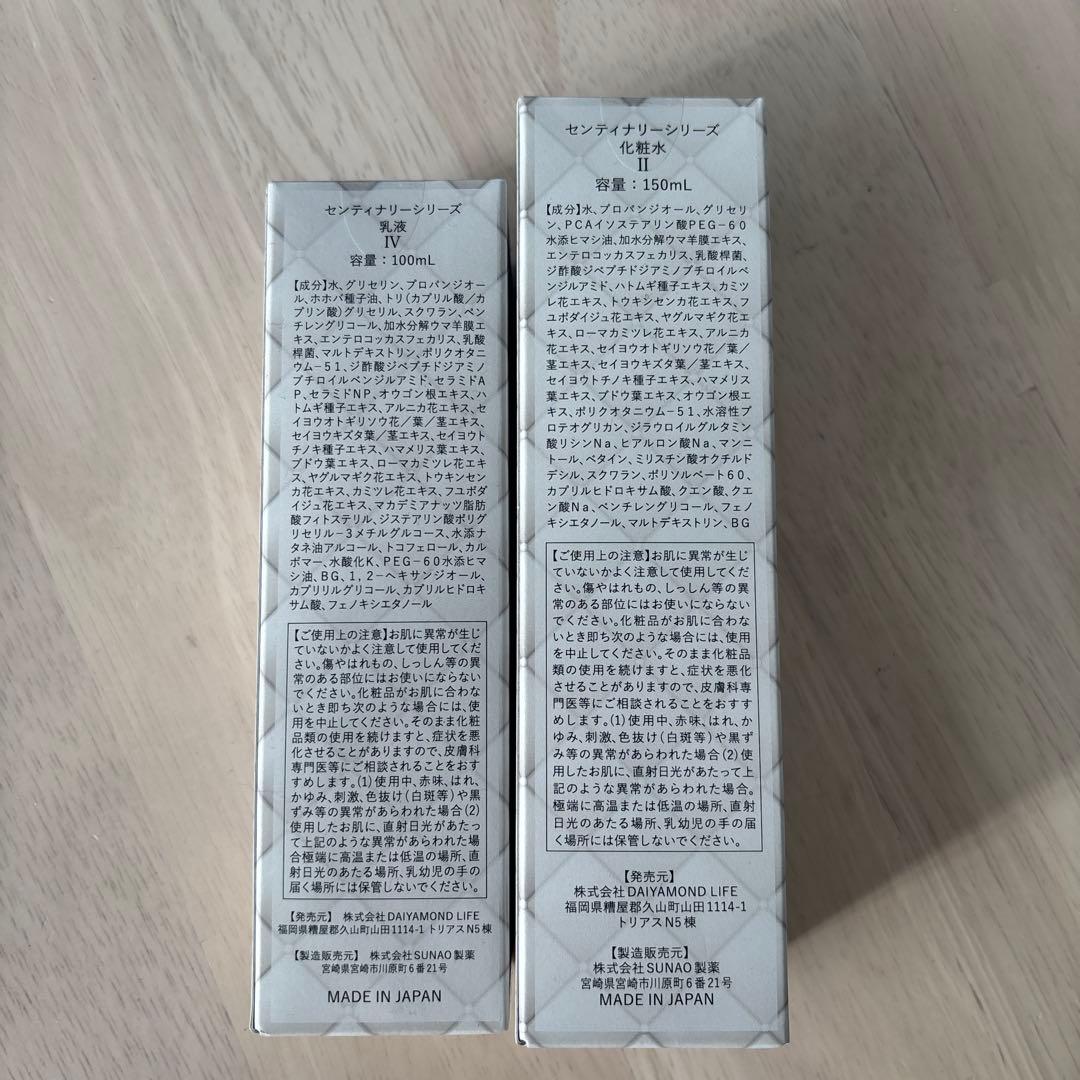 センティナリーシリーズ
乳液
IV
容量：100mL
【成分】水、グリセリン、プロパンジオー
ル、ホホバ種子油、トリ(カプリル酸／カ
プリン酸)グリセリル、スクワラン、ペン
チレングリコール、加水分解ウマ羊膜エ
キス、エンテロコッカスフェカリス、乳酸
桿菌、マルトデキストリン、ポリクオタニ
ウム-51、ジ酢酸ジペプチドジアミノ
ブチロイルベンジルアミド、セラミドA
P、セラミドNP、オウゴン根エキス、ハ
トムギ種子エキス、アルニカ花エキス、セ
イヨウオトギリソウ花／葉／茎エキス、
セイヨウキズタ葉／茎エキス、セイヨウト
チノキ種子エキス、ハマメリス葉エキス、
ブドウ葉エキス、ローマカミツレ花エキ
ス、ヤグルマギク花エキス、トウキンセン
カ花エキス、カミツレ花エキス、フユボダ
イジュ花エキス、マカデミアナッツ脂肪
酸フィトステリル、ジステアリン酸ポリグ
リセリル-3メチルグルコース、水添ナ
タネ油アルコール、トコフェロール、カル
ボマー、水酸化K、PEG-60水添ヒマ
シ油、BG、1，2-ヘキサンジオール、
カプリリルグリコール、カプリルヒドロキ
サム酸、フェノキシエタノール
【ご使用上の注意】お肌に異常が生じ
ていないかよく注意して使用してくだ
さい。傷やはれもの、しっしん等の異
常のある部位にはお使いにならない
でください。化粧品がお肌に合わな
いとき即ち次のような場合には、使
用を中止してください。そのまま化粧
品類の使用を続けますと、症状を悪
化させることがありますので、皮膚科
専門医等にご相談されることをおす
すめします。(1)使用中、赤味、はれ、
かゆみ、刺激、色抜け(白斑等)や黒
ずみ等の異常があらわれた場合(2)
使用したお肌に、直射日光があたっ
て上記のような異常があらわれた場
合極端に高温または低温の場所、直
射日光のあたる場所、乳幼児の手の
届く場所には保管しないでください。
【発売元】 株式会社DAIYAMOND LIFE
福岡県糟屋郡久山町山田1114-1 トリアスN5棟
【製造販売元】 株式会社SUNAO製薬
宮崎県宮崎市川原町6番21号
MADE IN JAPAN
センティナリーシリーズ
化粧水
II
容量：150mL
【成分】水、プロパンジオール、グリセリ
ン、PCAイソステアリン酸PEG-60
水添ヒマシ油、加水分解ウマ羊膜エキス、
エンテロコッカスフェカリス、乳酸桿菌、
ジ酢酸ジペプチドジアミノブチロイルベ
ンジルアミド、ハトムギ種子エキス、カミツ
レ花エキス、トウキンセンカ花エキス、フ
ユボダイジュ花エキス、ヤグルマギク花エ
キス、ローマカミツレ花エキス、アルニカ
花エキス、セイヨウオトギリソウ花／葉／
茎エキス、セイヨウキズタ葉／茎エキス、
セイヨウトチノキ種子エキス、ハマメリス
葉エキス、ブドウ葉エキス、オウゴン根エ
キス、ポリクオタニウム-51、水溶性プ
ロテオグリカン、ジラウロイルグルタミン
酸リシンNa、ヒアルロン酸Na、マンニ
トール、ベタイン、ミリスチン酸オクチルド
デシル、スクワラン、ポリソルベート60、
カプリルヒドロキサム酸、クエン酸、クエ
ン酸Na、ペンチレングリコール、フェノ
キシエタノール、マルトデキストリン、BG
【ご使用上の注意】お肌に異常が生じ
ていないかよく注意して使用してくだ
さい。傷やはれもの、しっしん等の異
常のある部位にはお使いにならない
でください。化粧品がお肌に合わない
とき即ち次のような場合には、使用
を中止してください。そのまま化粧品
類の使用を続けますと、症状を悪化
させることがありますので、皮膚科専
門医等にご相談されることをおすす
めします。(1)使用中、赤味、はれ、か
ゆみ、刺激、色抜け(白斑等)や黒ず
み等の異常があらわれた場合(2)使
用したお肌に、直射日光があたって上
記のような異常があらわれた場合。
極端に高温または低温の場所、直射
日光のあたる場所、乳幼児の手の届
く場所には保管しないでください。
【発売元】
株式会社DAIYAMOND LIFE
福岡県糟屋郡久山町山田1114-1
トリアスN5棟
【製造販売元】
株式会社SUNAO製薬
宮崎県宮崎市川原町6番21号
MADE IN JAPAN